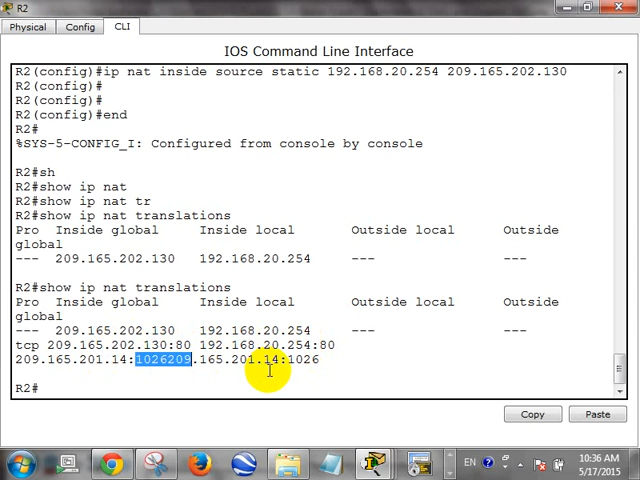 R2
Physical Config CLI
IOS Command Line Interface
R2(config)#ip nat inside source static 192.168.20.254 209.165.202.130
R2(config)#
R2(config)#
R2(config)#end
R2#
%SYS-5-CONFIG_I: Configured from console by console
R2#sh
R2#show ip nat
R2#show ip nat tr
R2#show ip nat translations
Pro Inside global Inside local Outside local Outside
global
--- 209.165.202.130 192.168.20.254 --- ---
R2#show ip nat translations
Pro Inside global Inside local Outside local Outside
global
--- 209.165.202.130 192.168.20.254 --- ---
tcp 209.165.202.130:80 192.168.20.254:80
209.165.201.14:1026209.165.201.14:1026
R2#
Copy Paste
EN 10:36 AM
5/17/2015